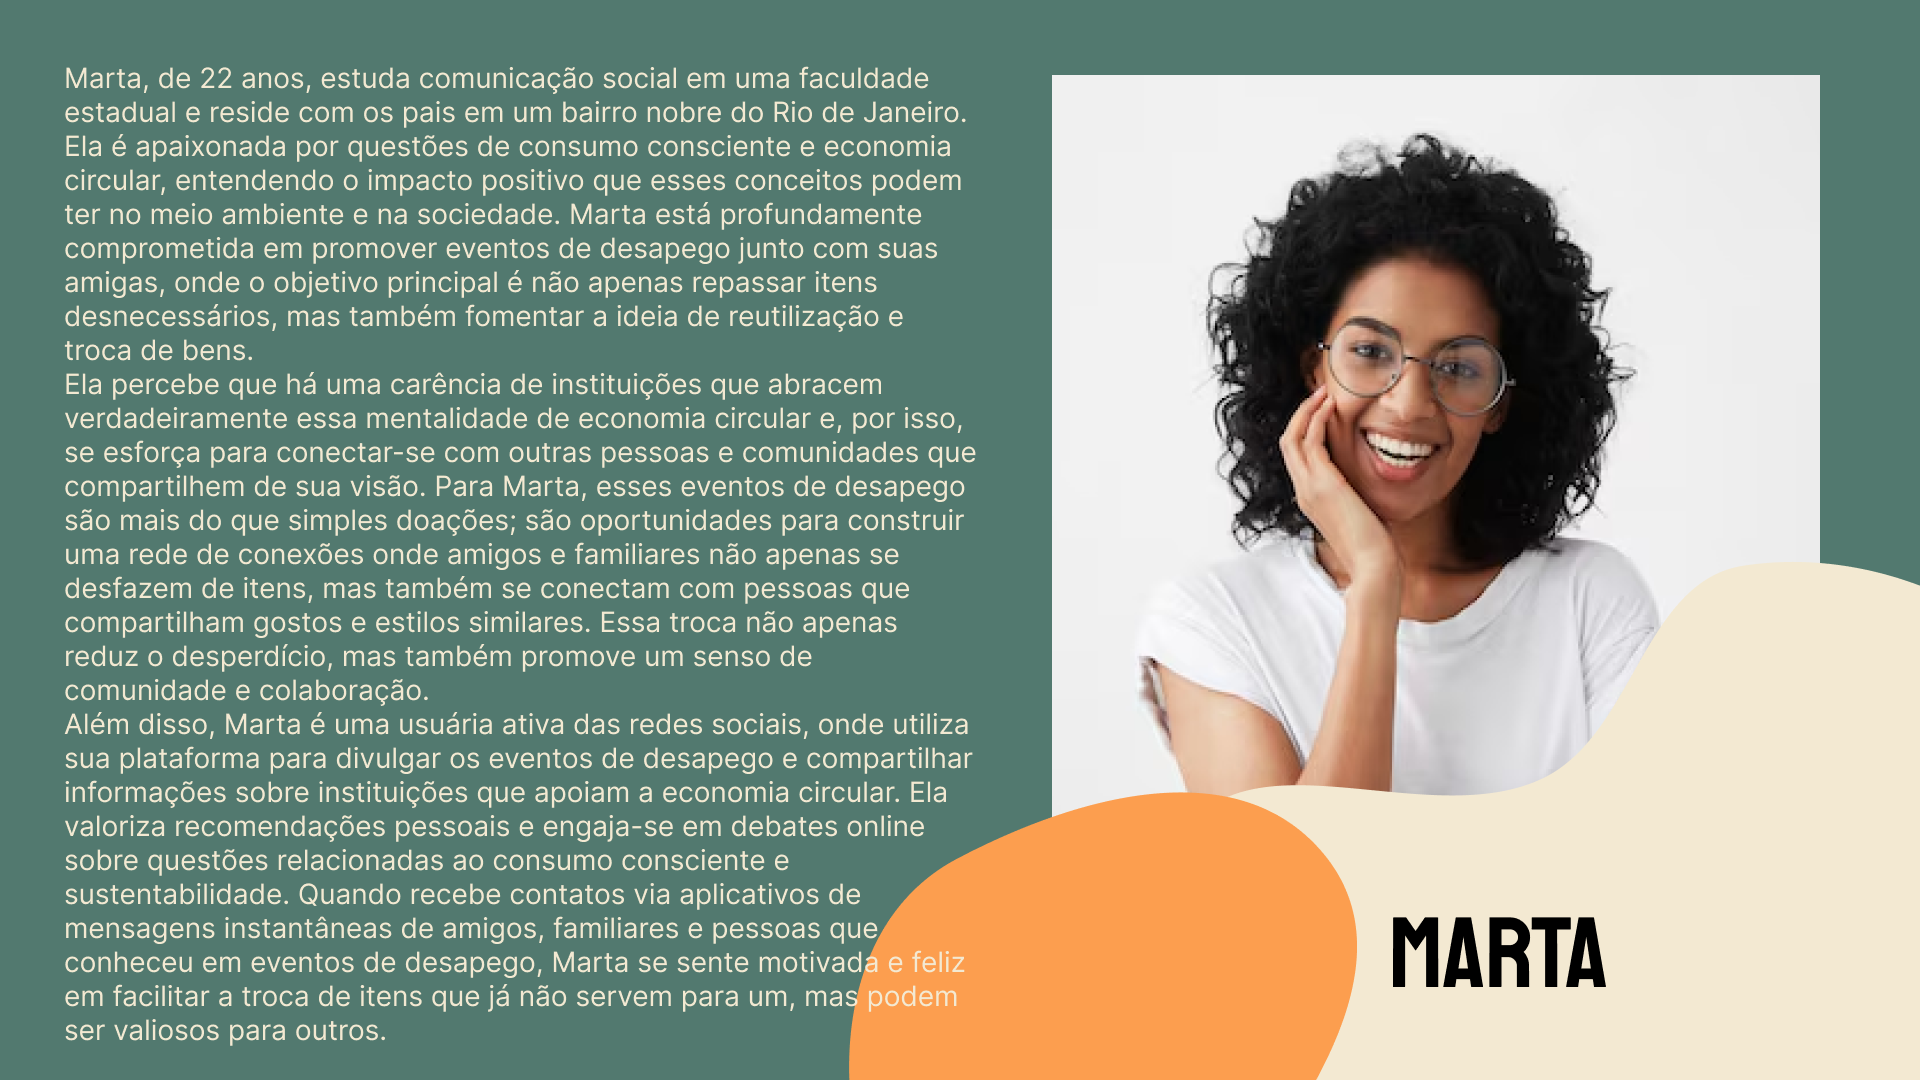 Marta, de 22 anos, estuda comunicação social em uma faculdade
estadual e reside com os pais em um bairro nobre do Rio de Janeiro.
Ela é apaixonada por questões de consumo consciente e economia
circular, entendendo o impacto positivo que esses conceitos podem
ter no meio ambiente e na sociedade. Marta está profundamente
comprometida em promover eventos de desapego junto com suas
amigas, onde o objetivo principal é não apenas repassar itens
desnecessários, mas também fomentar a ideia de reutilização e
troca de bens.
Ela percebe que há uma carência de instituições que abracem
verdadeiramente essa mentalidade de economia circular e, por isso,
se esforça para conectar-se com outras pessoas e comunidades que
compartilhem de sua visão. Para Marta, esses eventos de desapego
são mais do que simples doações; são oportunidades para construir
uma rede de conexões onde amigos e familiares não apenas se
desfazem de itens, mas também se conectam com pessoas que
compartilham gostos e estilos similares. Essa troca não apenas
reduz o desperdício, mas também promove um senso de
comunidade e colaboração.
Além disso, Marta é uma usuária ativa das redes sociais, onde utiliza
sua plataforma para divulgar os eventos de desapego e compartilhar
informações sobre instituições que apoiam a economia circular. Ela
valoriza recomendações pessoais e engaja-se em debates online
sobre questões relacionadas ao consumo consciente e
sustentabilidade. Quando recebe contatos via aplicativos de
mensagens instantâneas de amigos, familiares e pessoas que
conheceu em eventos de desapego, Marta se sente motivada e feliz
em facilitar a troca de itens que já não servem para um, mas podem
ser valiosos para outros.
MARTA